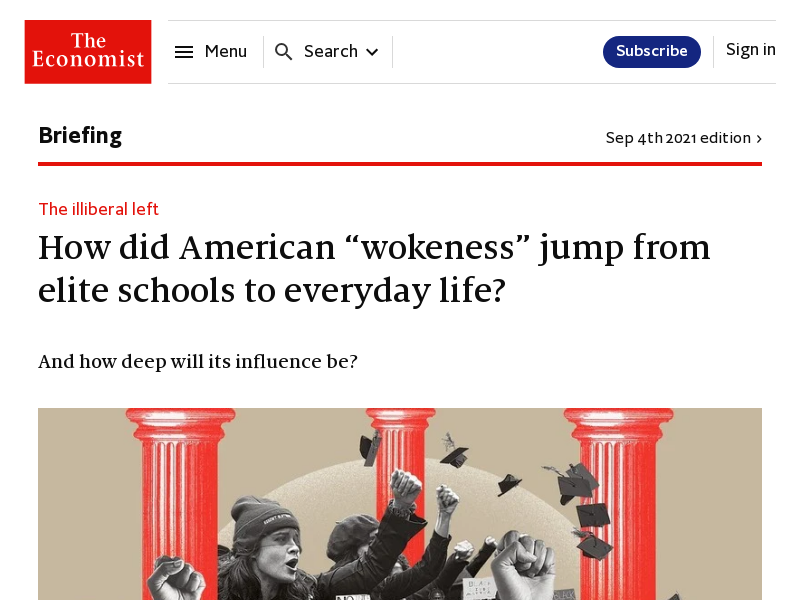 The
Economist
Menu
Search
Subscribe
Sign in
Briefing
Sep 4th 2021 edition ›
The illiberal left
How did American “wokeness” jump from
elite schools to everyday life?
And how deep will its influence be?